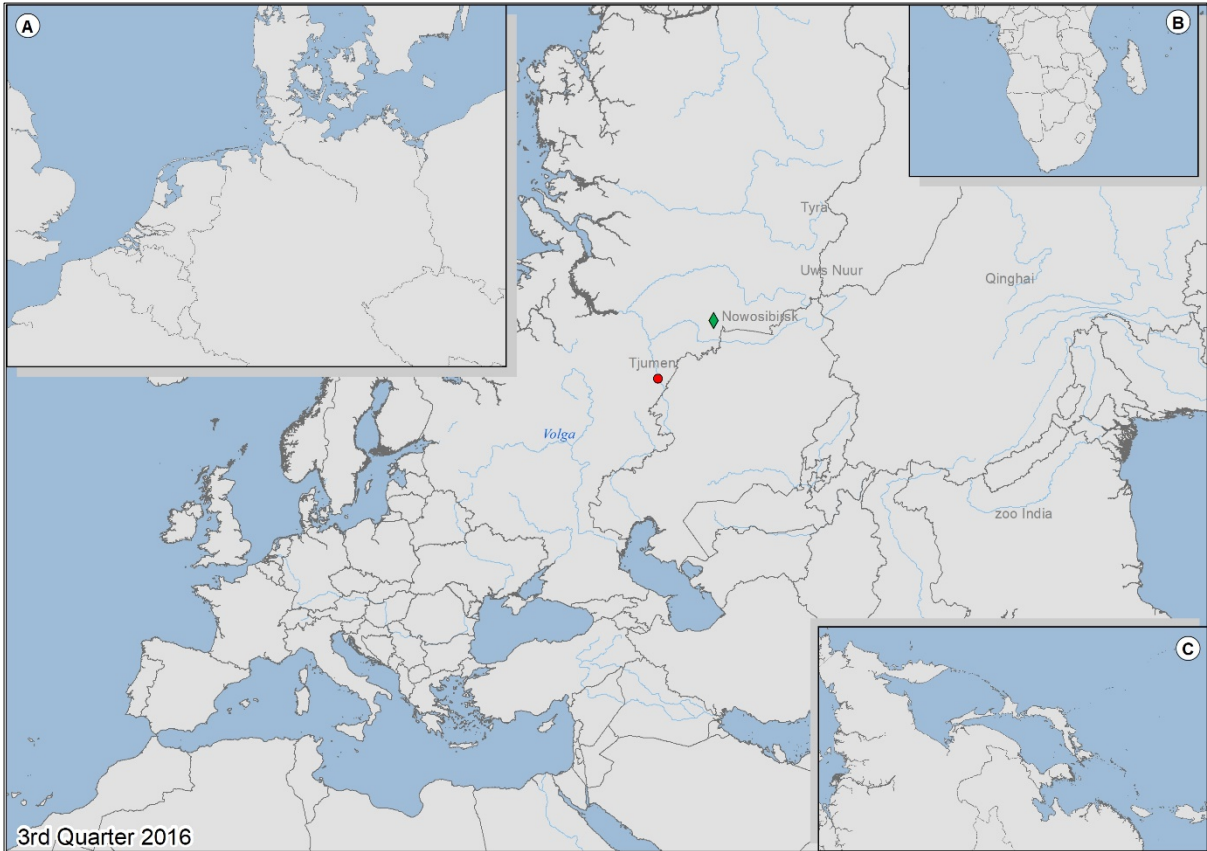 A
B
Tyra
Uws Nuur
Qinghai
Nowosibirsk
Tjumen
Volga
zoo India
C
3rd Quarter 2016